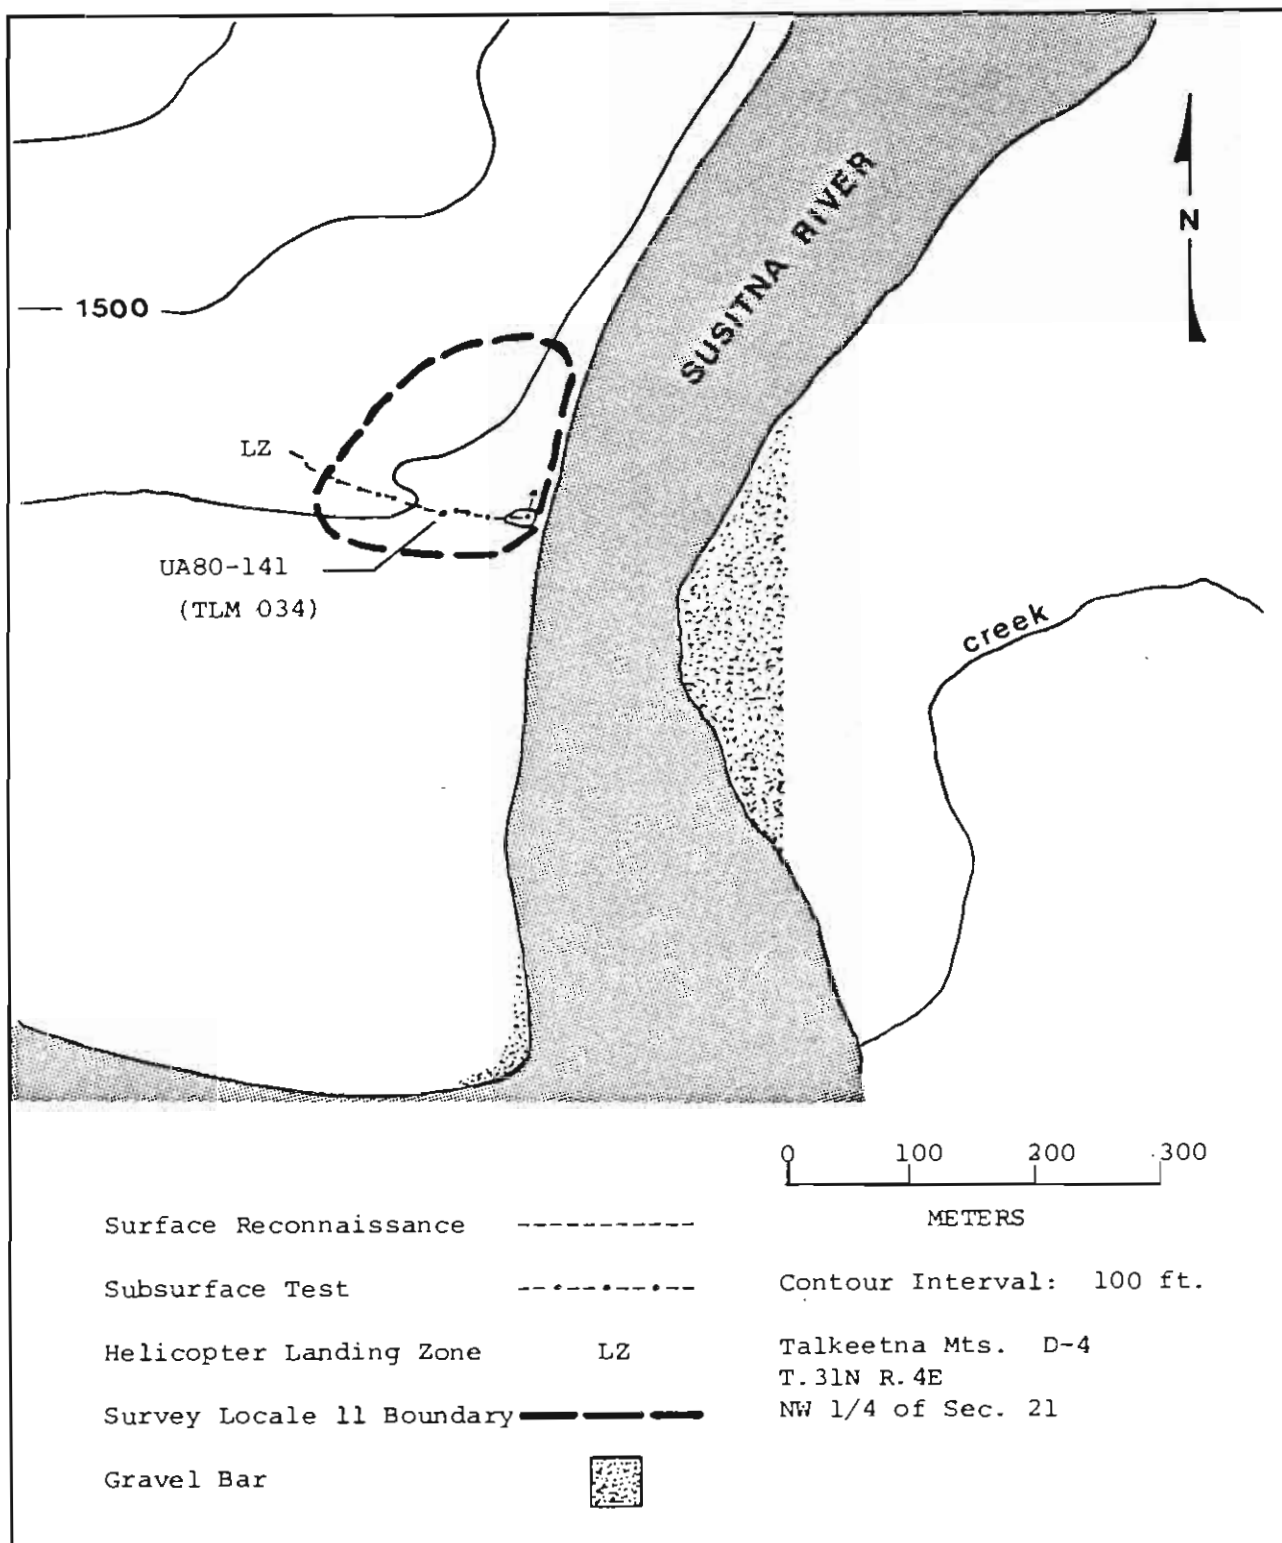 SUSITNA RIVER
N
1500
LZ
UA80-141
(TLM 034)
creek
0 100 200 300
METERS
Surface Reconnaissance
Subsurface Test
Contour Interval: 100 ft.
Helicopter Landing Zone LZ
Talkeetna Mts. D-4
T.31N R.4E
Survey Locale 11 Boundary
NW 1/4 of Sec. 21
Gravel Bar